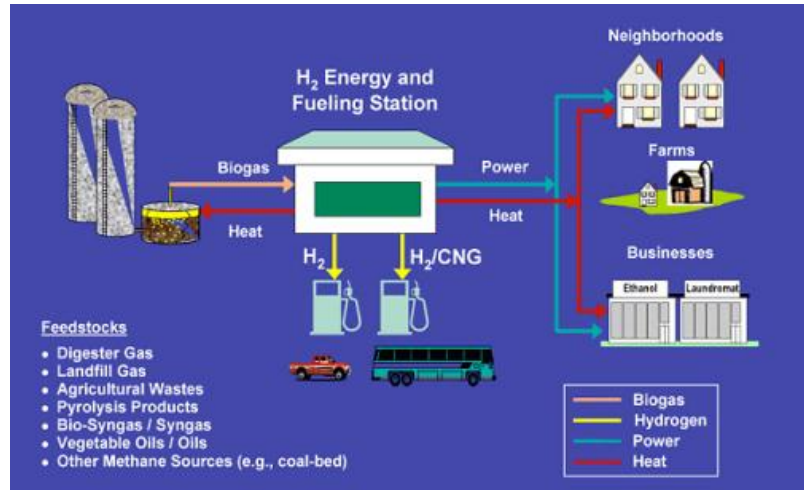 H₂ Energy and
Fueling Station
Neighborhoods
Biogas
Power
Farms
Heat
Heat
H₂
H₂/CNG
Businesses
Ethanol
Laundromat
Feedstocks
• Digester Gas
• Landfill Gas
• Agricultural Wastes
• Pyrolysis Products
• Bio-Syngas / Syngas
• Vegetable Oils / Oils
• Other Methane Sources (e.g., coal-bed)
Biogas
Hydrogen
Power
Heat